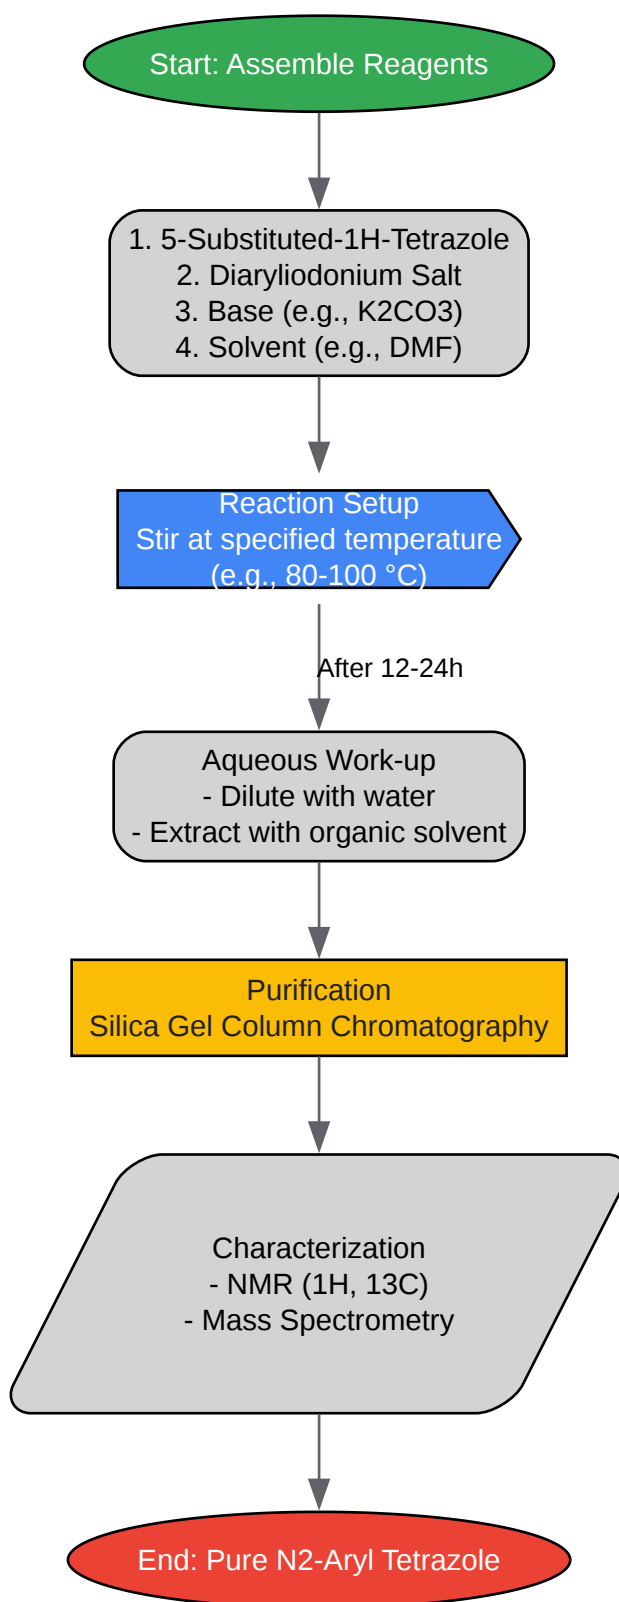 Start: Assemble Reagents
1. 5-Substituted-1H-Tetrazole
2. Diaryliodonium Salt
3. Base (e.g., K2CO3)
4. Solvent (e.g., DMF)
Reaction Setup
Stir at specified temperature
(e.g., 80-100 °C)
After 12-24h
Aqueous Work-up
- Dilute with water
- Extract with organic solvent
Purification
Silica Gel Column Chromatography
Characterization
- NMR (1H, 13C)
- Mass Spectrometry
End: Pure N2-Aryl Tetrazole